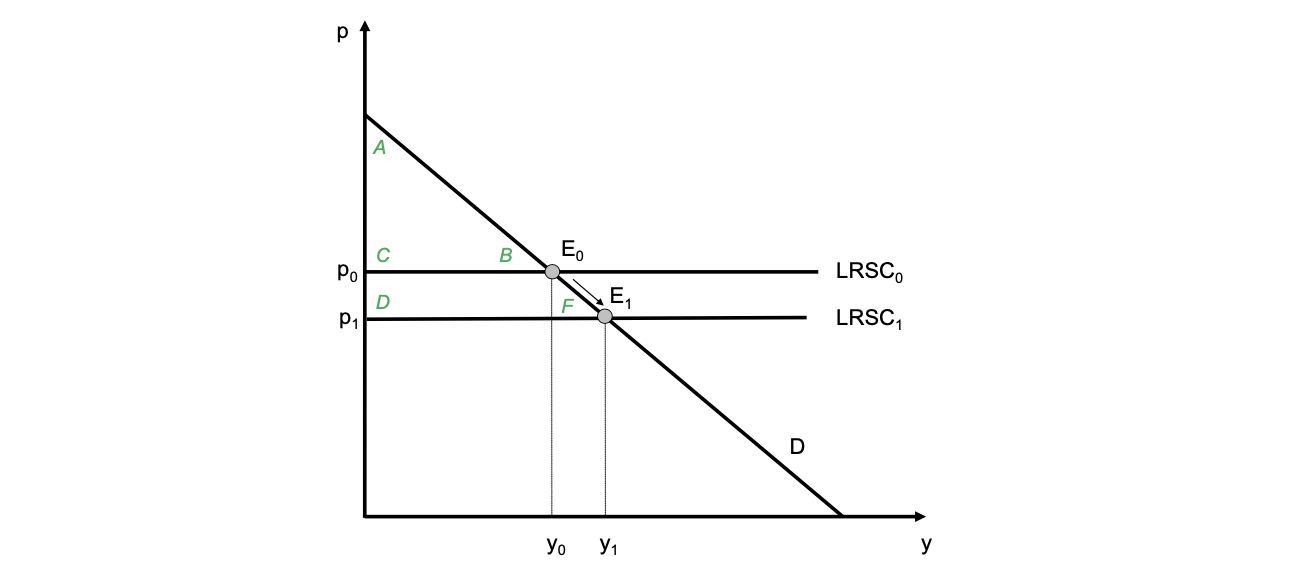 p
A
E₀
C B
p₀ LRSC₀
E₁
D F
p₁ LRSC₁
D
y₀ y₁ y